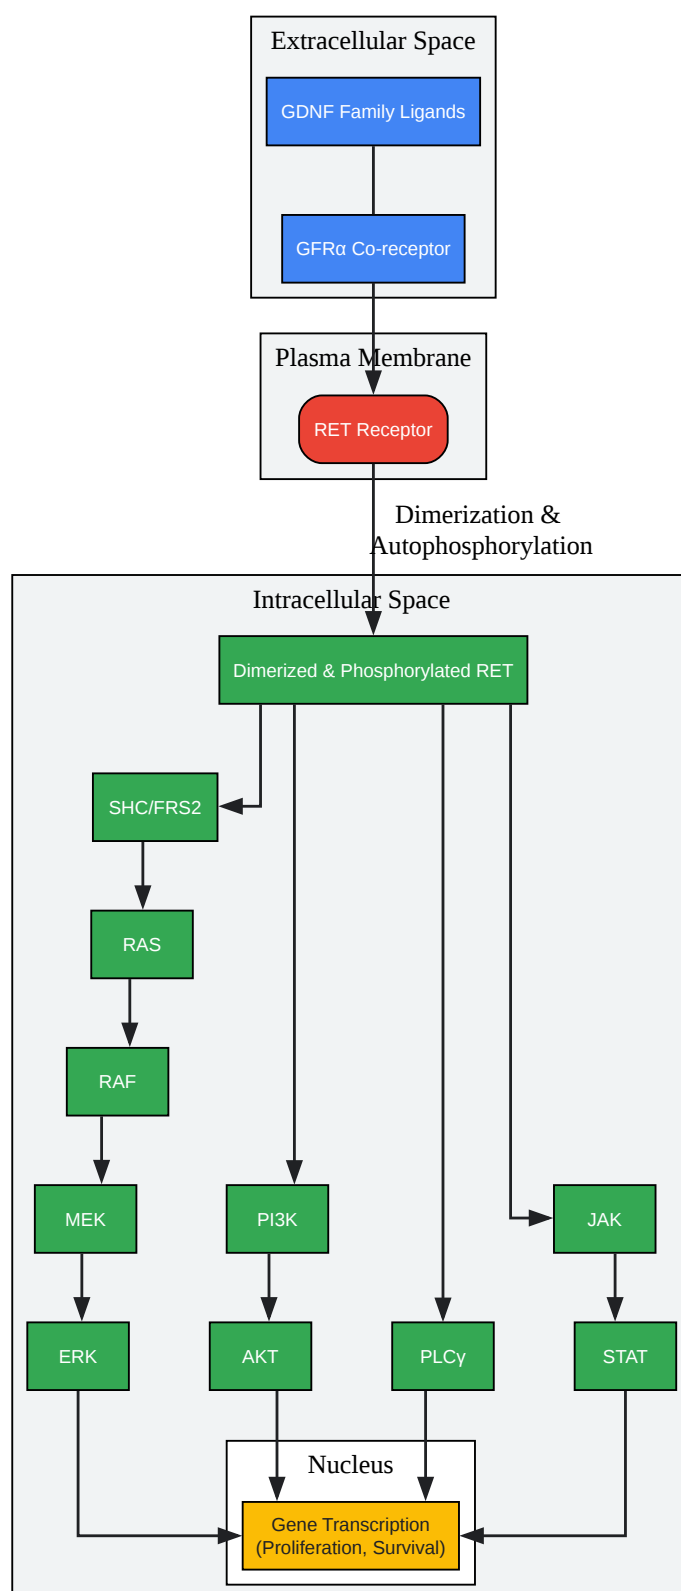 Extracellular Space
GDNF Family Ligands
GFRα Co-receptor
Plasma Membrane
RET Receptor
Dimerization &
Autophosphorylation
Intracellular Space
Dimerized & Phosphorylated RET
SHC/FRS2
RAS
RAF
MEK
PI3K
JAK
ERK
AKT
PLCγ
STAT
Nucleus
Gene Transcription
(Proliferation, Survival)